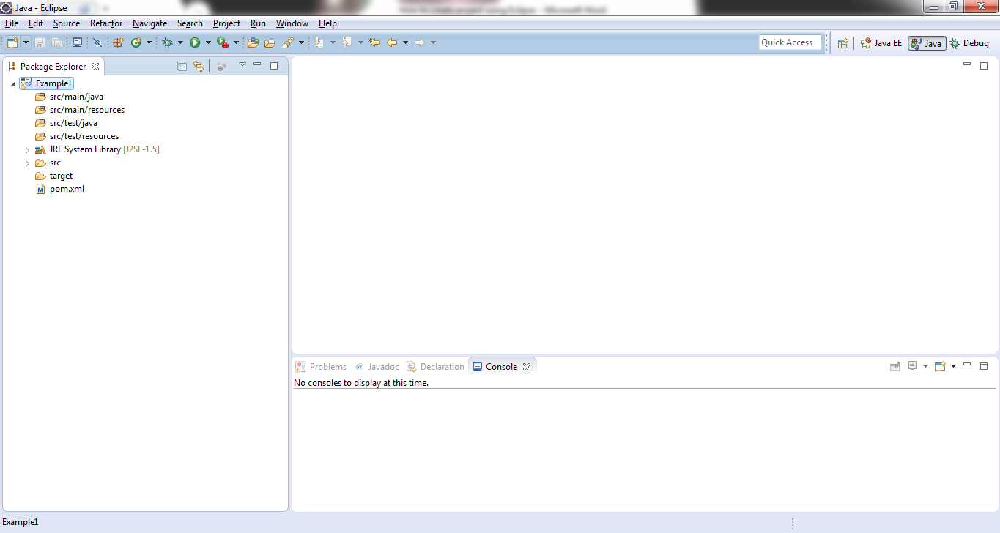 Java - Eclipse
How to create project using Eclipse - Microsoft Word
File Edit Source Refactor Navigate Search Project Run Window Help
Quick Access Java EE Java Debug
Package Explorer
Example1
src/main/java
src/main/resources
src/test/java
src/test/resources
JRE System Library [J2SE-1.5]
src
target
pom.xml
Problems @ Javadoc Declaration Console
No consoles to display at this time.
Example1